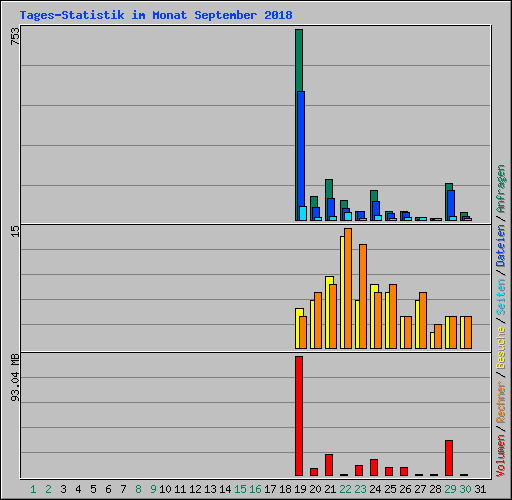 Tages-Statistik im Monat September 2018
753
15
93.04 MB
Volumen / Rechner / Besuche / Seiten / Dateien / Anfragen
1 2 3 4 5 6 7 8 9 10 11 12 13 14 15 16 17 18 19 20 21 22 23 24 25 26 27 28 29 30 31